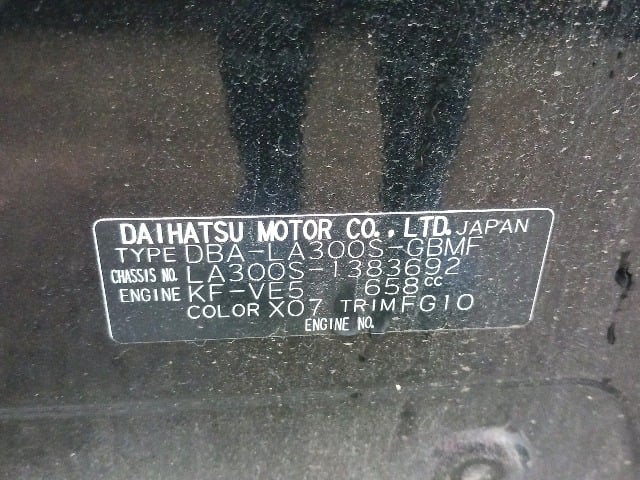 DAIHATSU MOTOR CO., LTD. JAPAN
TYPE DBA-LA300S-GBMF
CHASSIS NO. LA300S-1383692
ENGINE KF-VE5 658cc
COLOR X07 TRIM FG10
ENGINE NO.